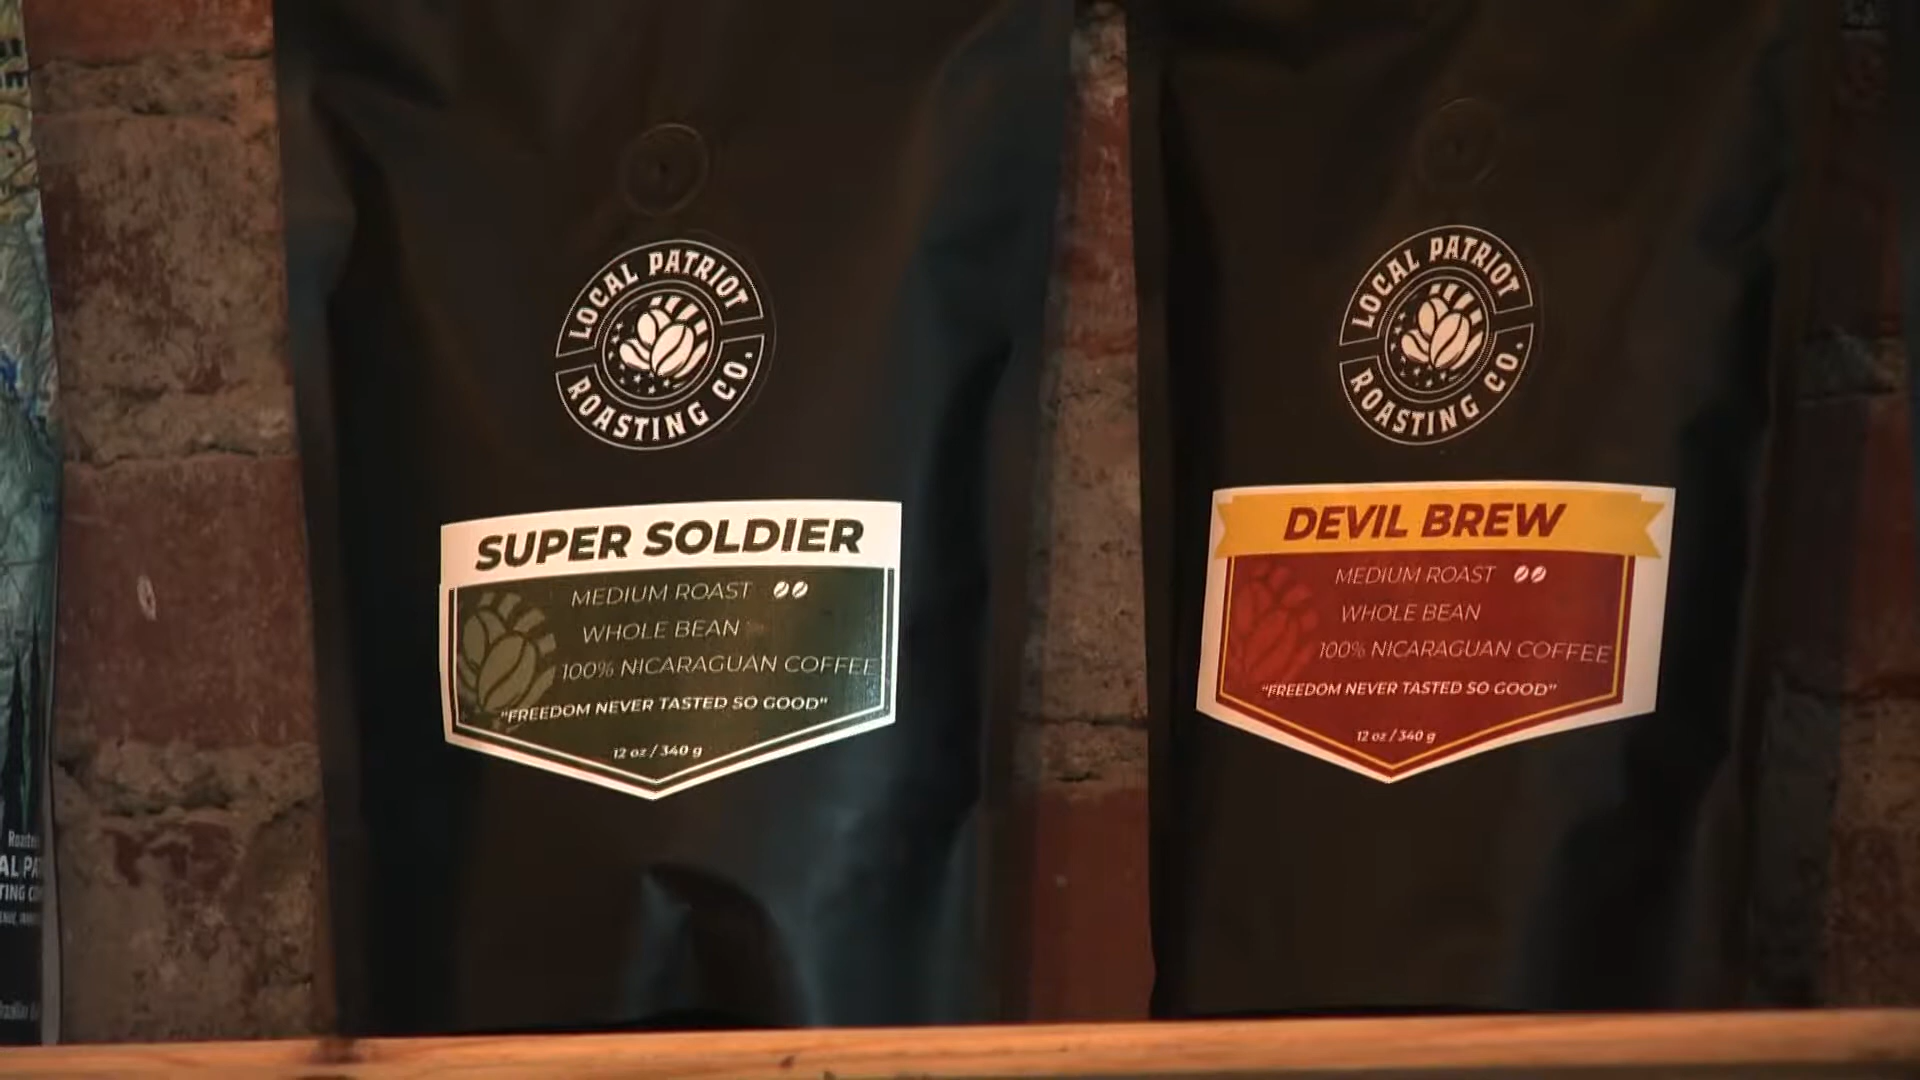 LOCAL PATRIOT
ROASTING CO.
SUPER SOLDIER
MEDIUM ROAST
WHOLE BEAN
100% NICARAGUAN COFFEE
"FREEDOM NEVER TASTED SO GOOD"
12 oz / 340 g
LOCAL PATRIOT
ROASTING CO.
DEVIL BREW
MEDIUM ROAST
WHOLE BEAN
100% NICARAGUAN COFFEE
"FREEDOM NEVER TASTED SO GOOD"
12 oz / 340 g